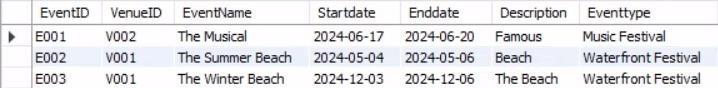 EventID VenueID EventName Startdate Enddate Description Eventtype
E001 V002 The Musical 2024-06-17 2024-06-20 Famous Music Festival
E002 V001 The Summer Beach 2024-05-04 2024-05-06 Beach Waterfront Festival
E003 V001 The Winter Beach 2024-12-03 2024-12-06 The Beach Waterfront Festival